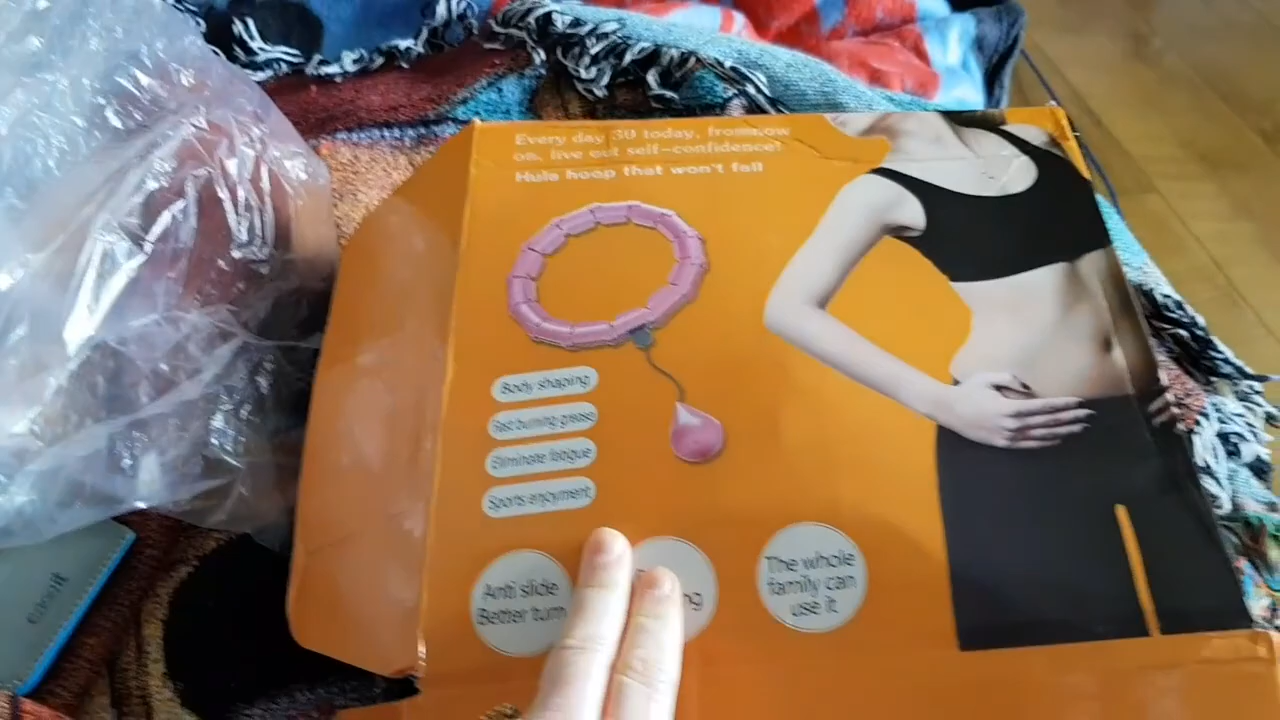 Every day 30 today, from now
on, live out self-confidence!
Hula hoop that won't fall
Body shaping
Fast burning grease
Eliminate fatigue
Sports enjoyment
Anti slide
Better turn
The whole
family can
use it